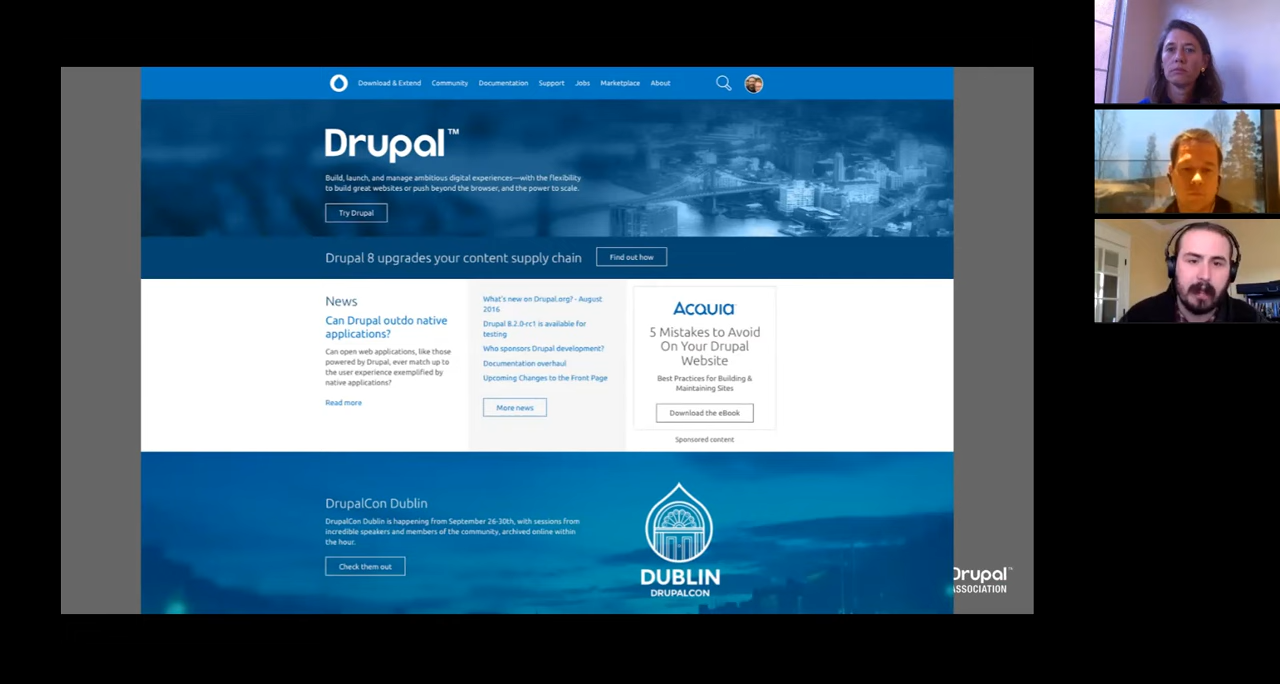 Download & Extend Community Documentation Support Jobs Marketplace About
Drupal™
Build, launch, and manage ambitious digital experiences—with the flexibility
to build great websites or push beyond the browser, and the power to scale.
Try Drupal
Drupal 8 upgrades your content supply chain
Find out how
News
Can Drupal outdo native
applications?
Can open web applications, like those
powered by Drupal, ever match up to
the user experience exemplified by
native applications?
Read more
What's new on Drupal.org? - August
2016
Drupal 8.2.0-rc1 is available for
testing
Who sponsors Drupal development?
Documentation overhaul
Upcoming Changes to the Front Page
More news
ACQUIA
5 Mistakes to Avoid
On Your Drupal
Website
Best Practices for Building &
Maintaining Sites
Download the eBook
Sponsored content
DrupalCon Dublin
DrupalCon Dublin is happening from September 26-30th, with sessions from
incredible speakers and members of the community, archived online within
the hour.
Check them out
DUBLIN
DRUPALCON
Drupal™
ASSOCIATION